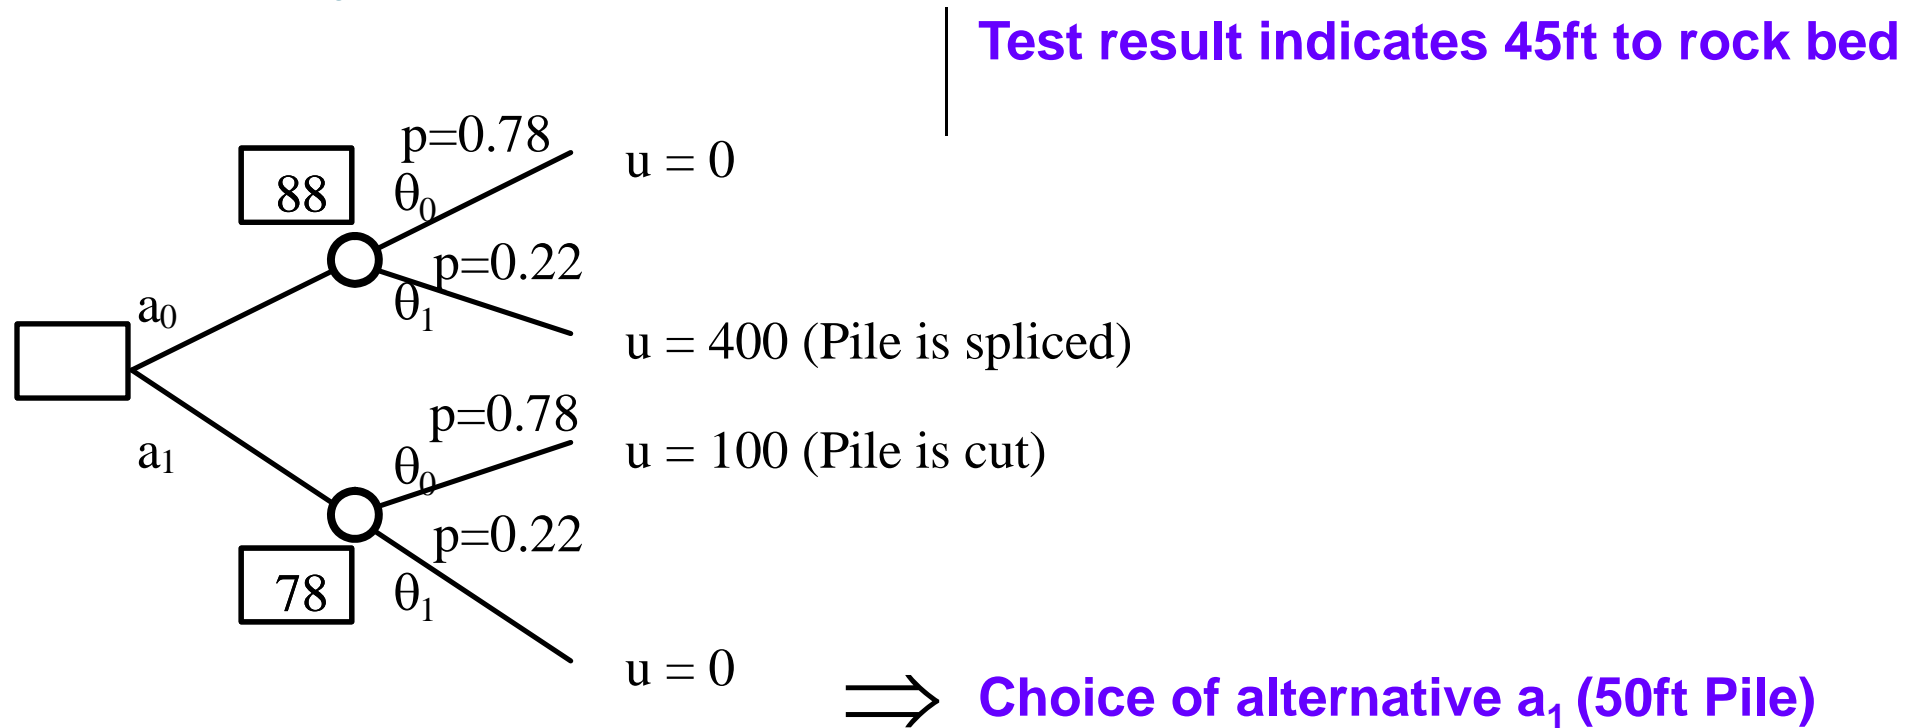 Test result indicates 45ft to rock bed
p=0.78
u = 0
88
θ₀
p=0.22
θ₁
a₀
u = 400 (Pile is spliced)
p=0.78
u = 100 (Pile is cut)
a₁
θ₀
p=0.22
78
θ₁
u = 0
⇒ Choice of alternative a₁ (50ft Pile)